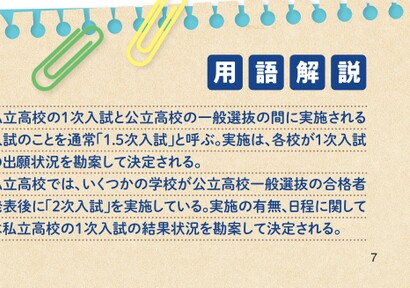 用語解説
立高校の1次入試と公立高校の一般選抜の間に実施される
入試のことを通常「1.5次入試」と呼ぶ。実施は、各校が1次入試
の出願状況を勘案して決定される。
立高校では、いくつかの学校が公立高校一般選抜の合格者
発表後に「2次入試」を実施している。実施の有無、日程に関して
は私立高校の1次入試の結果状況を勘案して決定される。
7